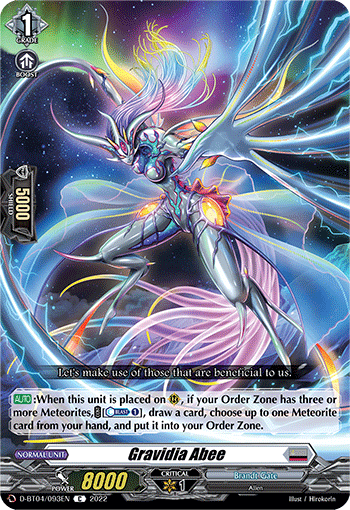 1
GRADE
BOOST
5000
SHIELD
Let's make use of those that are beneficial to us.
AUTO :When this unit is placed on R, if your Order Zone has three or
more Meteorites, [ BLAST 1], draw a card, choose up to one Meteorite
card from your hand, and put it into your Order Zone.
NORMAL UNIT
Gravidia Abee
POWER 8000
CRITICAL
1
Brandt Gate
Alien
D-BT04/093EN C 2022
Illust / Hirokorin